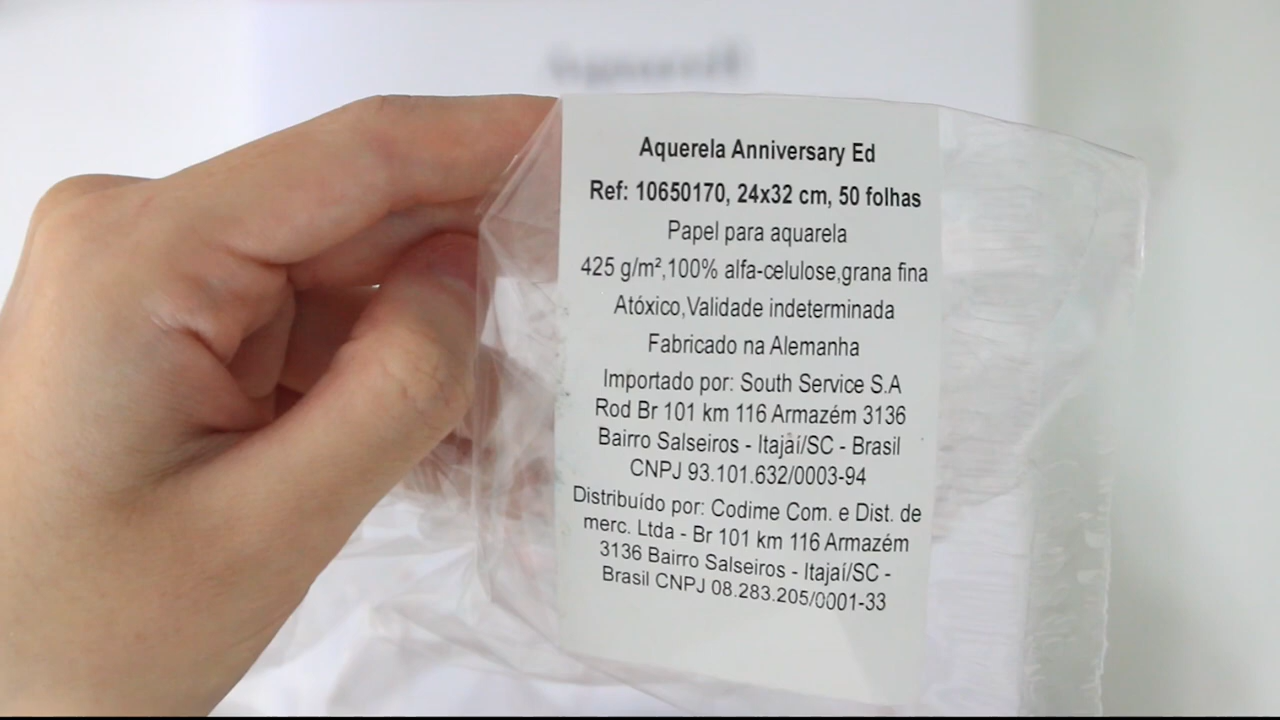 Aquerela Anniversary Ed
Ref: 10650170, 24x32 cm, 50 folhas
Papel para aquarela
425 g/m²,100% alfa-celulose,grana fina
Atóxico,Validade indeterminada
Fabricado na Alemanha
Importado por: South Service S.A
Rod Br 101 km 116 Armazém 3136
Bairro Salseiros - Itajaí/SC - Brasil
CNPJ 93.101.632/0003-94
Distribuído por: Codime Com. e Dist. de
merc. Ltda - Br 101 km 116 Armazém
3136 Bairro Salseiros - Itajaí/SC -
Brasil CNPJ 08.283.205/0001-33